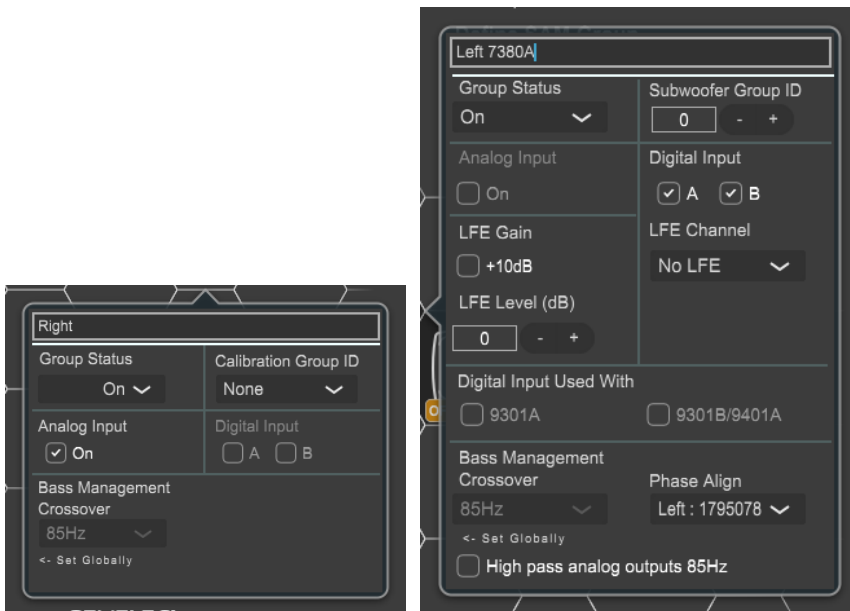 Right
Group Status
Calibration Group ID
On
None
Analog Input
Digital Input
On
A
B
Bass Management
Crossover
85Hz
<- Set Globally
Left 7380A
Group Status
Subwoofer Group ID
On
0
-
+
Analog Input
Digital Input
On
A
B
LFE Gain
LFE Channel
+10dB
No LFE
LFE Level (dB)
0
-
+
Digital Input Used With
9301A
9301B/9401A
Bass Management
Crossover
Phase Align
85Hz
Left : 1795078
<- Set Globally
High pass analog outputs 85Hz